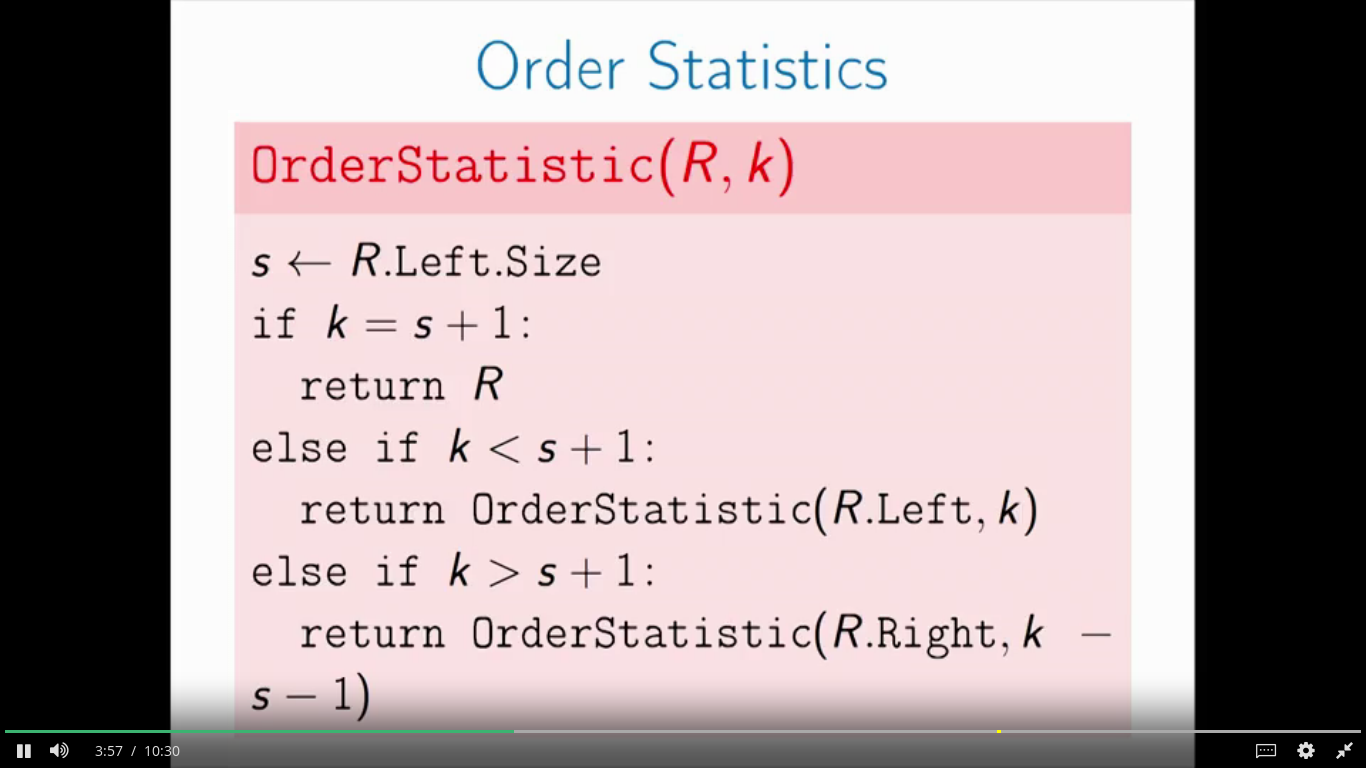 Order Statistics
OrderStatistic(R, k)
s ← R.Left.Size
if k = s + 1:
return R
else if k < s + 1:
return OrderStatistic(R.Left, k)
else if k > s + 1:
return OrderStatistic(R.Right, k −
s − 1)
3:57 / 10:30